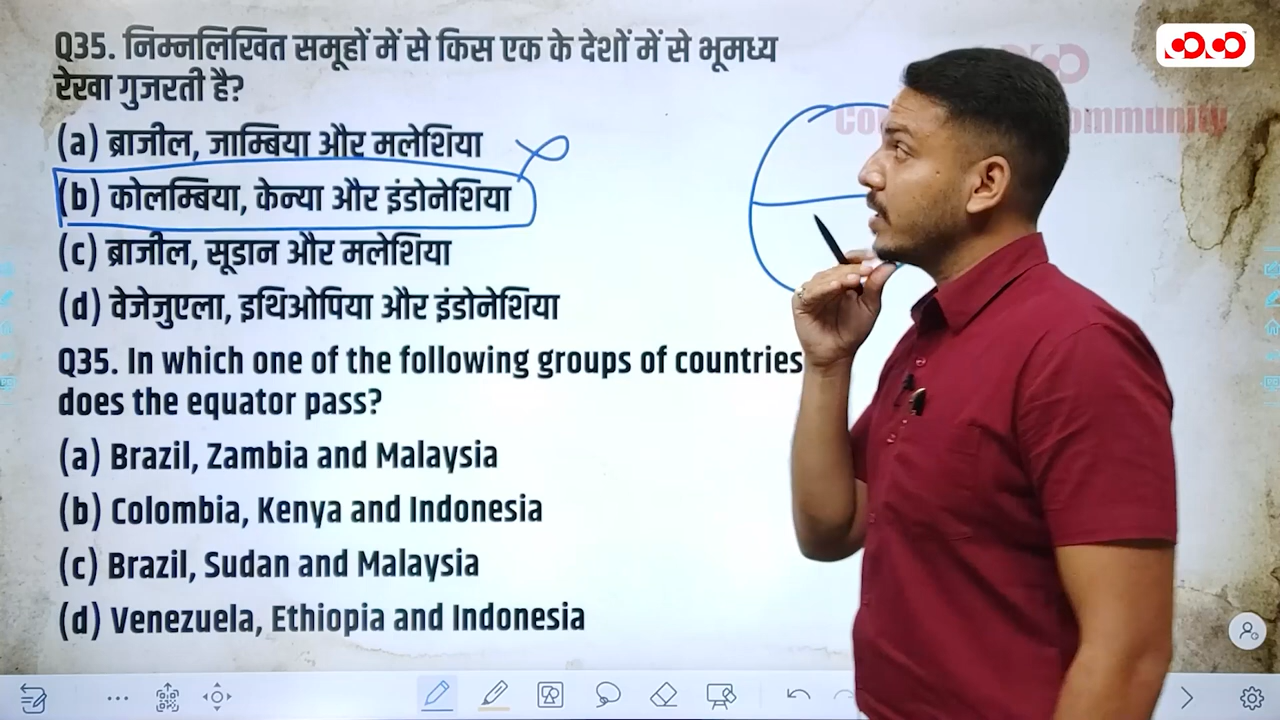 Q35. निम्नलिखित समूहों में से किस एक के देशों में से भूमध्य
रेखा गुजरती है?
(a) ब्राजील, जाम्बिया और मलेशिया
(b) कोलम्बिया, केन्या और इंडोनेशिया
(c) ब्राजील, सूडान और मलेशिया
(d) वेजेजुएला, इथिओपिया और इंडोनेशिया
Q35. In which one of the following groups of countries
does the equator pass?
(a) Brazil, Zambia and Malaysia
(b) Colombia, Kenya and Indonesia
(c) Brazil, Sudan and Malaysia
(d) Venezuela, Ethiopia and Indonesia